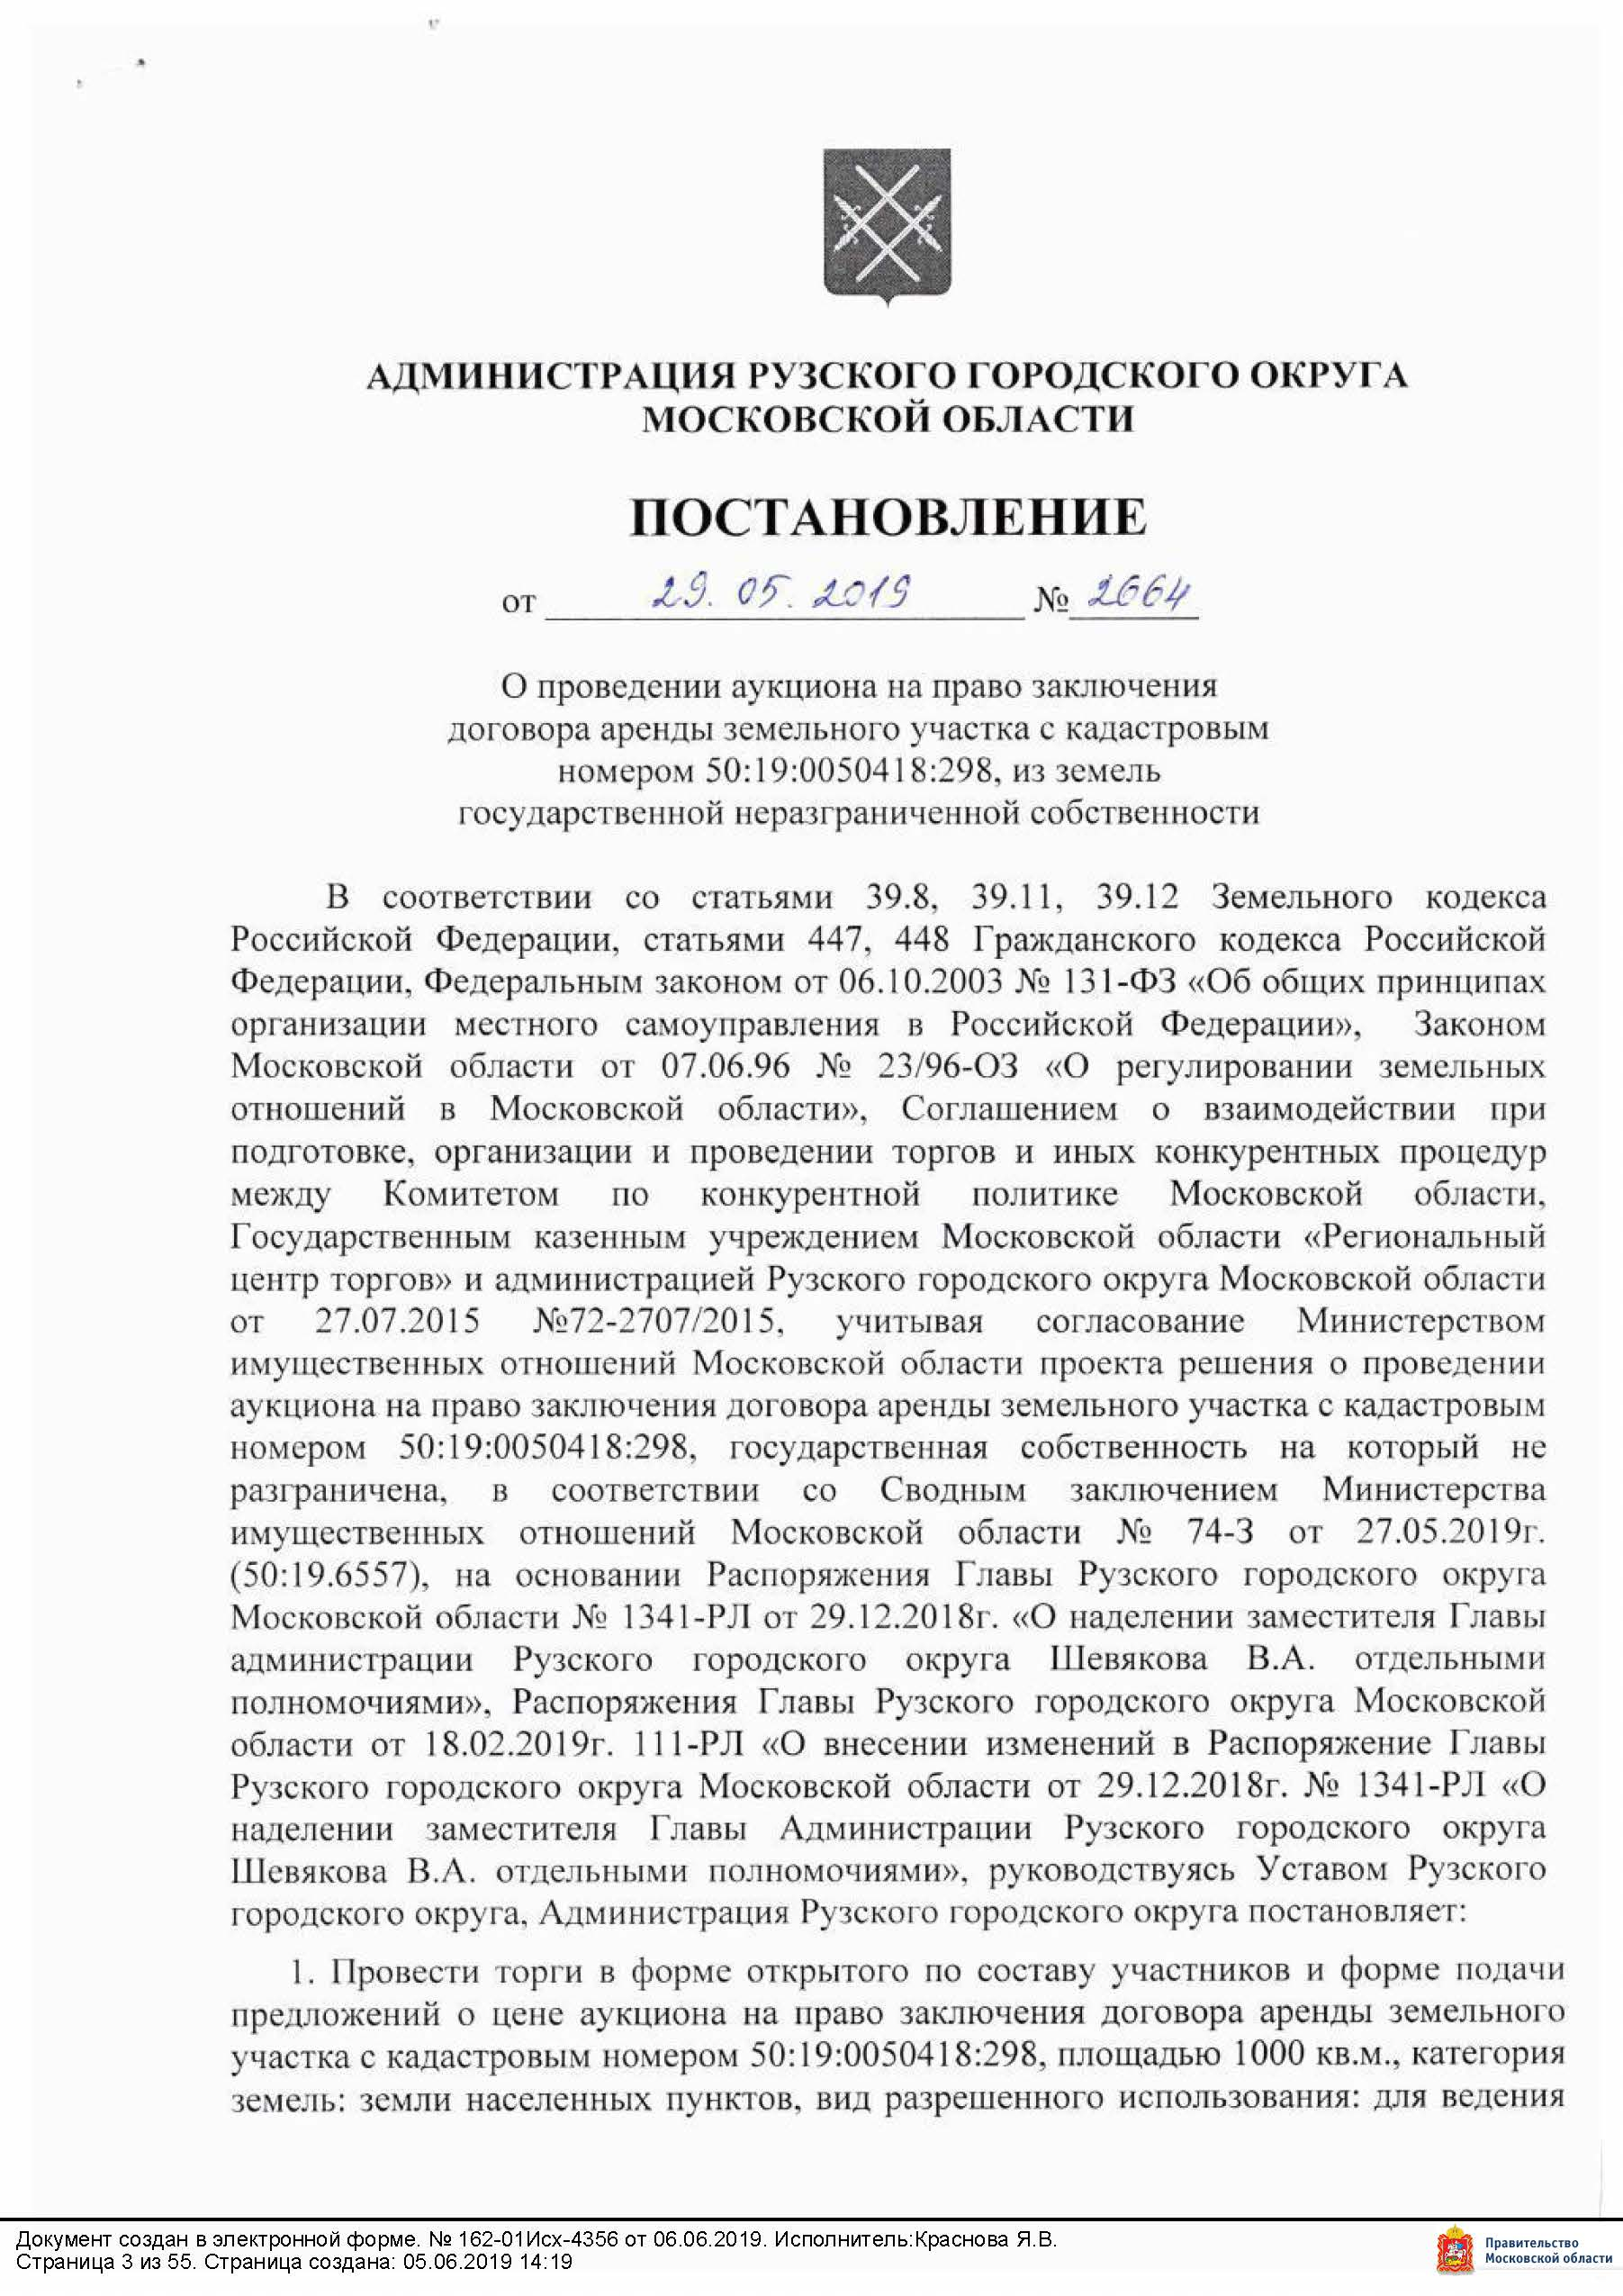 АДМИНИСТРАЦИЯ РУЗСКОГО ГОРОДСКОГО ОКРУГА
МОСКОВСКОЙ ОБЛАСТИ
ПОСТАНОВЛЕНИЕ
от 29.05.2019 № 2664
О проведении аукциона на право заключения
договора аренды земельного участка с кадастровым
номером 50:19:0050418:298, из земель
государственной неразграниченной собственности
В соответствии со статьями 39.8, 39.11, 39.12 Земельного кодекса
Российской Федерации, статьями 447, 448 Гражданского кодекса Российской
Федерации, Федеральным законом от 06.10.2003 № 131-ФЗ «Об общих принципах
организации местного самоуправления в Российской Федерации», Законом
Московской области от 07.06.96 № 23/96-ОЗ «О регулировании земельных
отношений в Московской области», Соглашением о взаимодействии при
подготовке, организации и проведении торгов и иных конкурентных процедур
между Комитетом по конкурентной политике Московской области,
Государственным казенным учреждением Московской области «Региональный
центр торгов» и администрацией Рузского городского округа Московской области
от 27.07.2015 №72-2707/2015, учитывая согласование Министерством
имущественных отношений Московской области проекта решения о проведении
аукциона на право заключения договора аренды земельного участка с кадастровым
номером 50:19:0050418:298, государственная собственность на который не
разграничена, в соответствии со Сводным заключением Министерства
имущественных отношений Московской области № 74-З от 27.05.2019г.
(50:19.6557), на основании Распоряжения Главы Рузского городского округа
Московской области № 1341-РЛ от 29.12.2018г. «О наделении заместителя Главы
администрации Рузского городского округа Шевякова В.А. отдельными
полномочиями», Распоряжения Главы Рузского городского округа Московской
области от 18.02.2019г. 111-РЛ «О внесении изменений в Распоряжение Главы
Рузского городского округа Московской области от 29.12.2018г. № 1341-РЛ «О
наделении заместителя Главы Администрации Рузского городского округа
Шевякова В.А. отдельными полномочиями», руководствуясь Уставом Рузского
городского округа, Администрация Рузского городского округа постановляет:
1. Провести торги в форме открытого по составу участников и форме подачи
предложений о цене аукциона на право заключения договора аренды земельного
участка с кадастровым номером 50:19:0050418:298, площадью 1000 кв.м., категория
земель: земли населенных пунктов, вид разрешенного использования: для ведения
Документ создан в электронной форме. № 162-01Исх-4356 от 06.06.2019. Исполнитель:Краснова Я.В.
Страница 3 из 55. Страница создана: 05.06.2019 14:19
Правительство
Московской области